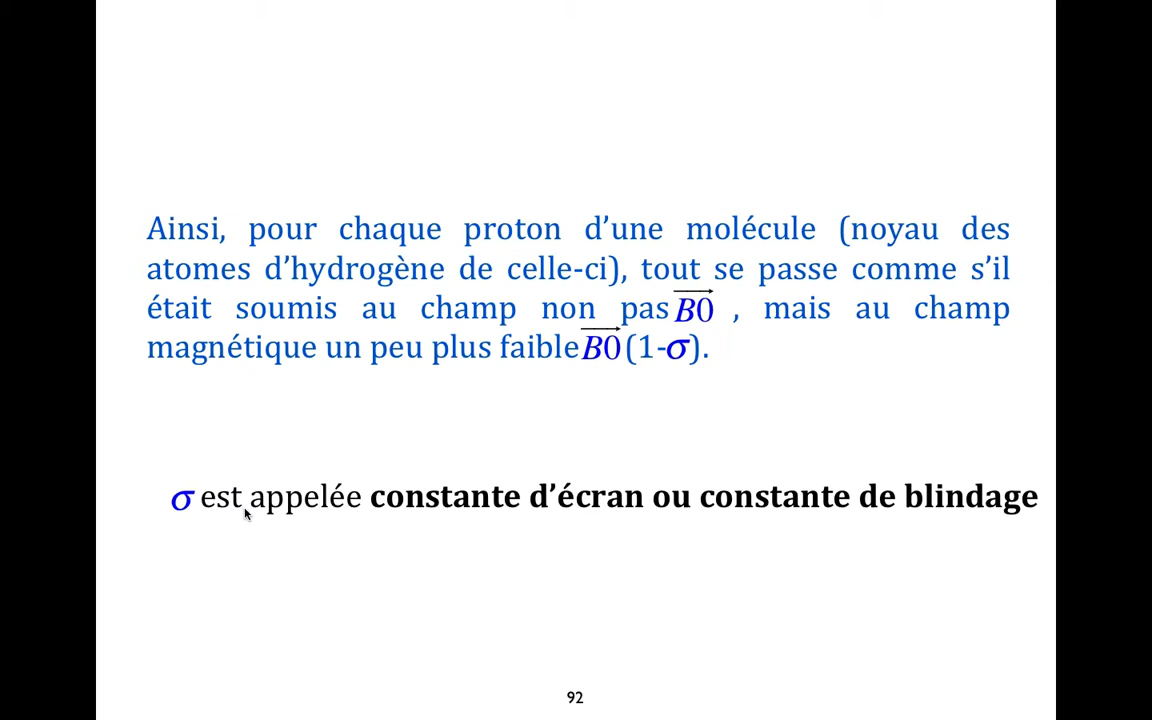 Ainsi, pour chaque proton d’une molécule (noyau des
atomes d’hydrogène de celle-ci), tout se passe comme s’il
était soumis au champ non pas B0 , mais au champ
magnétique un peu plus faible B0 (1-σ).
σ est appelée constante d’écran ou constante de blindage
92